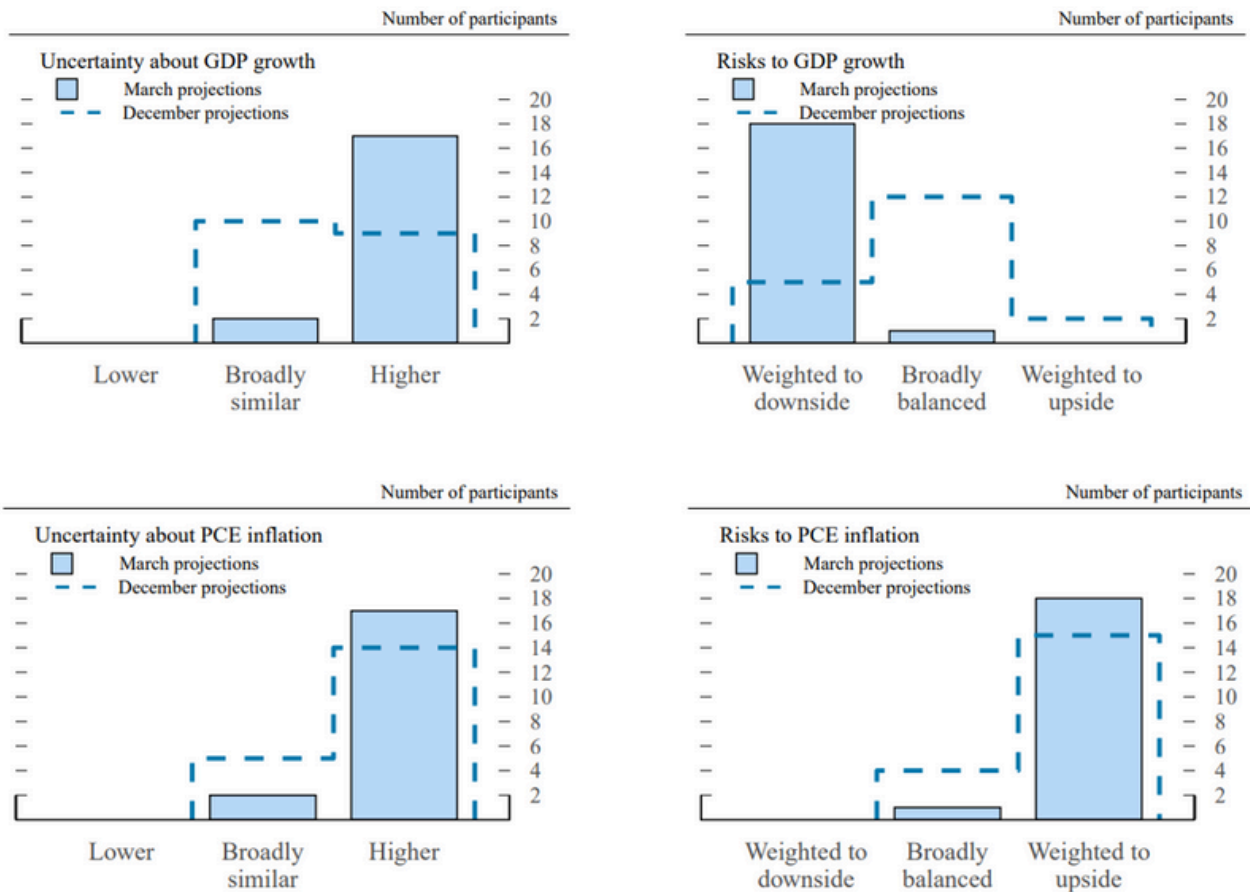 Number of participants
Uncertainty about GDP growth
March projections
December projections
20
18
16
14
12
10
8
6
4
2
Lower
Broadly
similar
Higher
Number of participants
Risks to GDP growth
March projections
December projections
20
18
16
14
12
10
8
6
4
2
Weighted to
downside
Broadly
balanced
Weighted to
upside
Number of participants
Uncertainty about PCE inflation
March projections
December projections
20
18
16
14
12
10
8
6
4
2
Lower
Broadly
similar
Higher
Number of participants
Risks to PCE inflation
March projections
December projections
20
18
16
14
12
10
8
6
4
2
Weighted to
downside
Broadly
balanced
Weighted to
upside